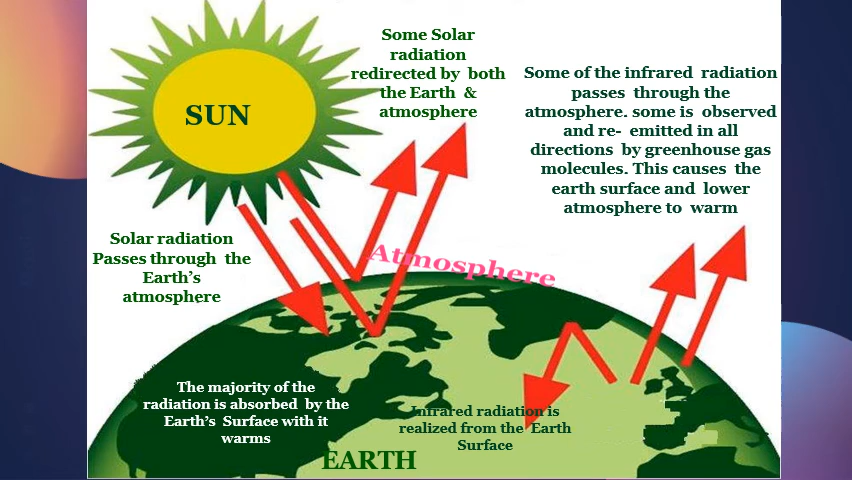 Some Solar
radiation
redirected by both
the Earth &
atmosphere
Some of the infrared radiation
passes through the
atmosphere. some is observed
and re- emitted in all
directions by greenhouse gas
molecules. This causes the
earth surface and lower
atmosphere to warm
SUN
Solar radiation
Passes through the
Earth's
atmosphere
Atmosphere
The majority of the
radiation is absorbed by the
Earth's Surface with it
warms
Infrared radiation is
realized from the Earth
Surface
EARTH